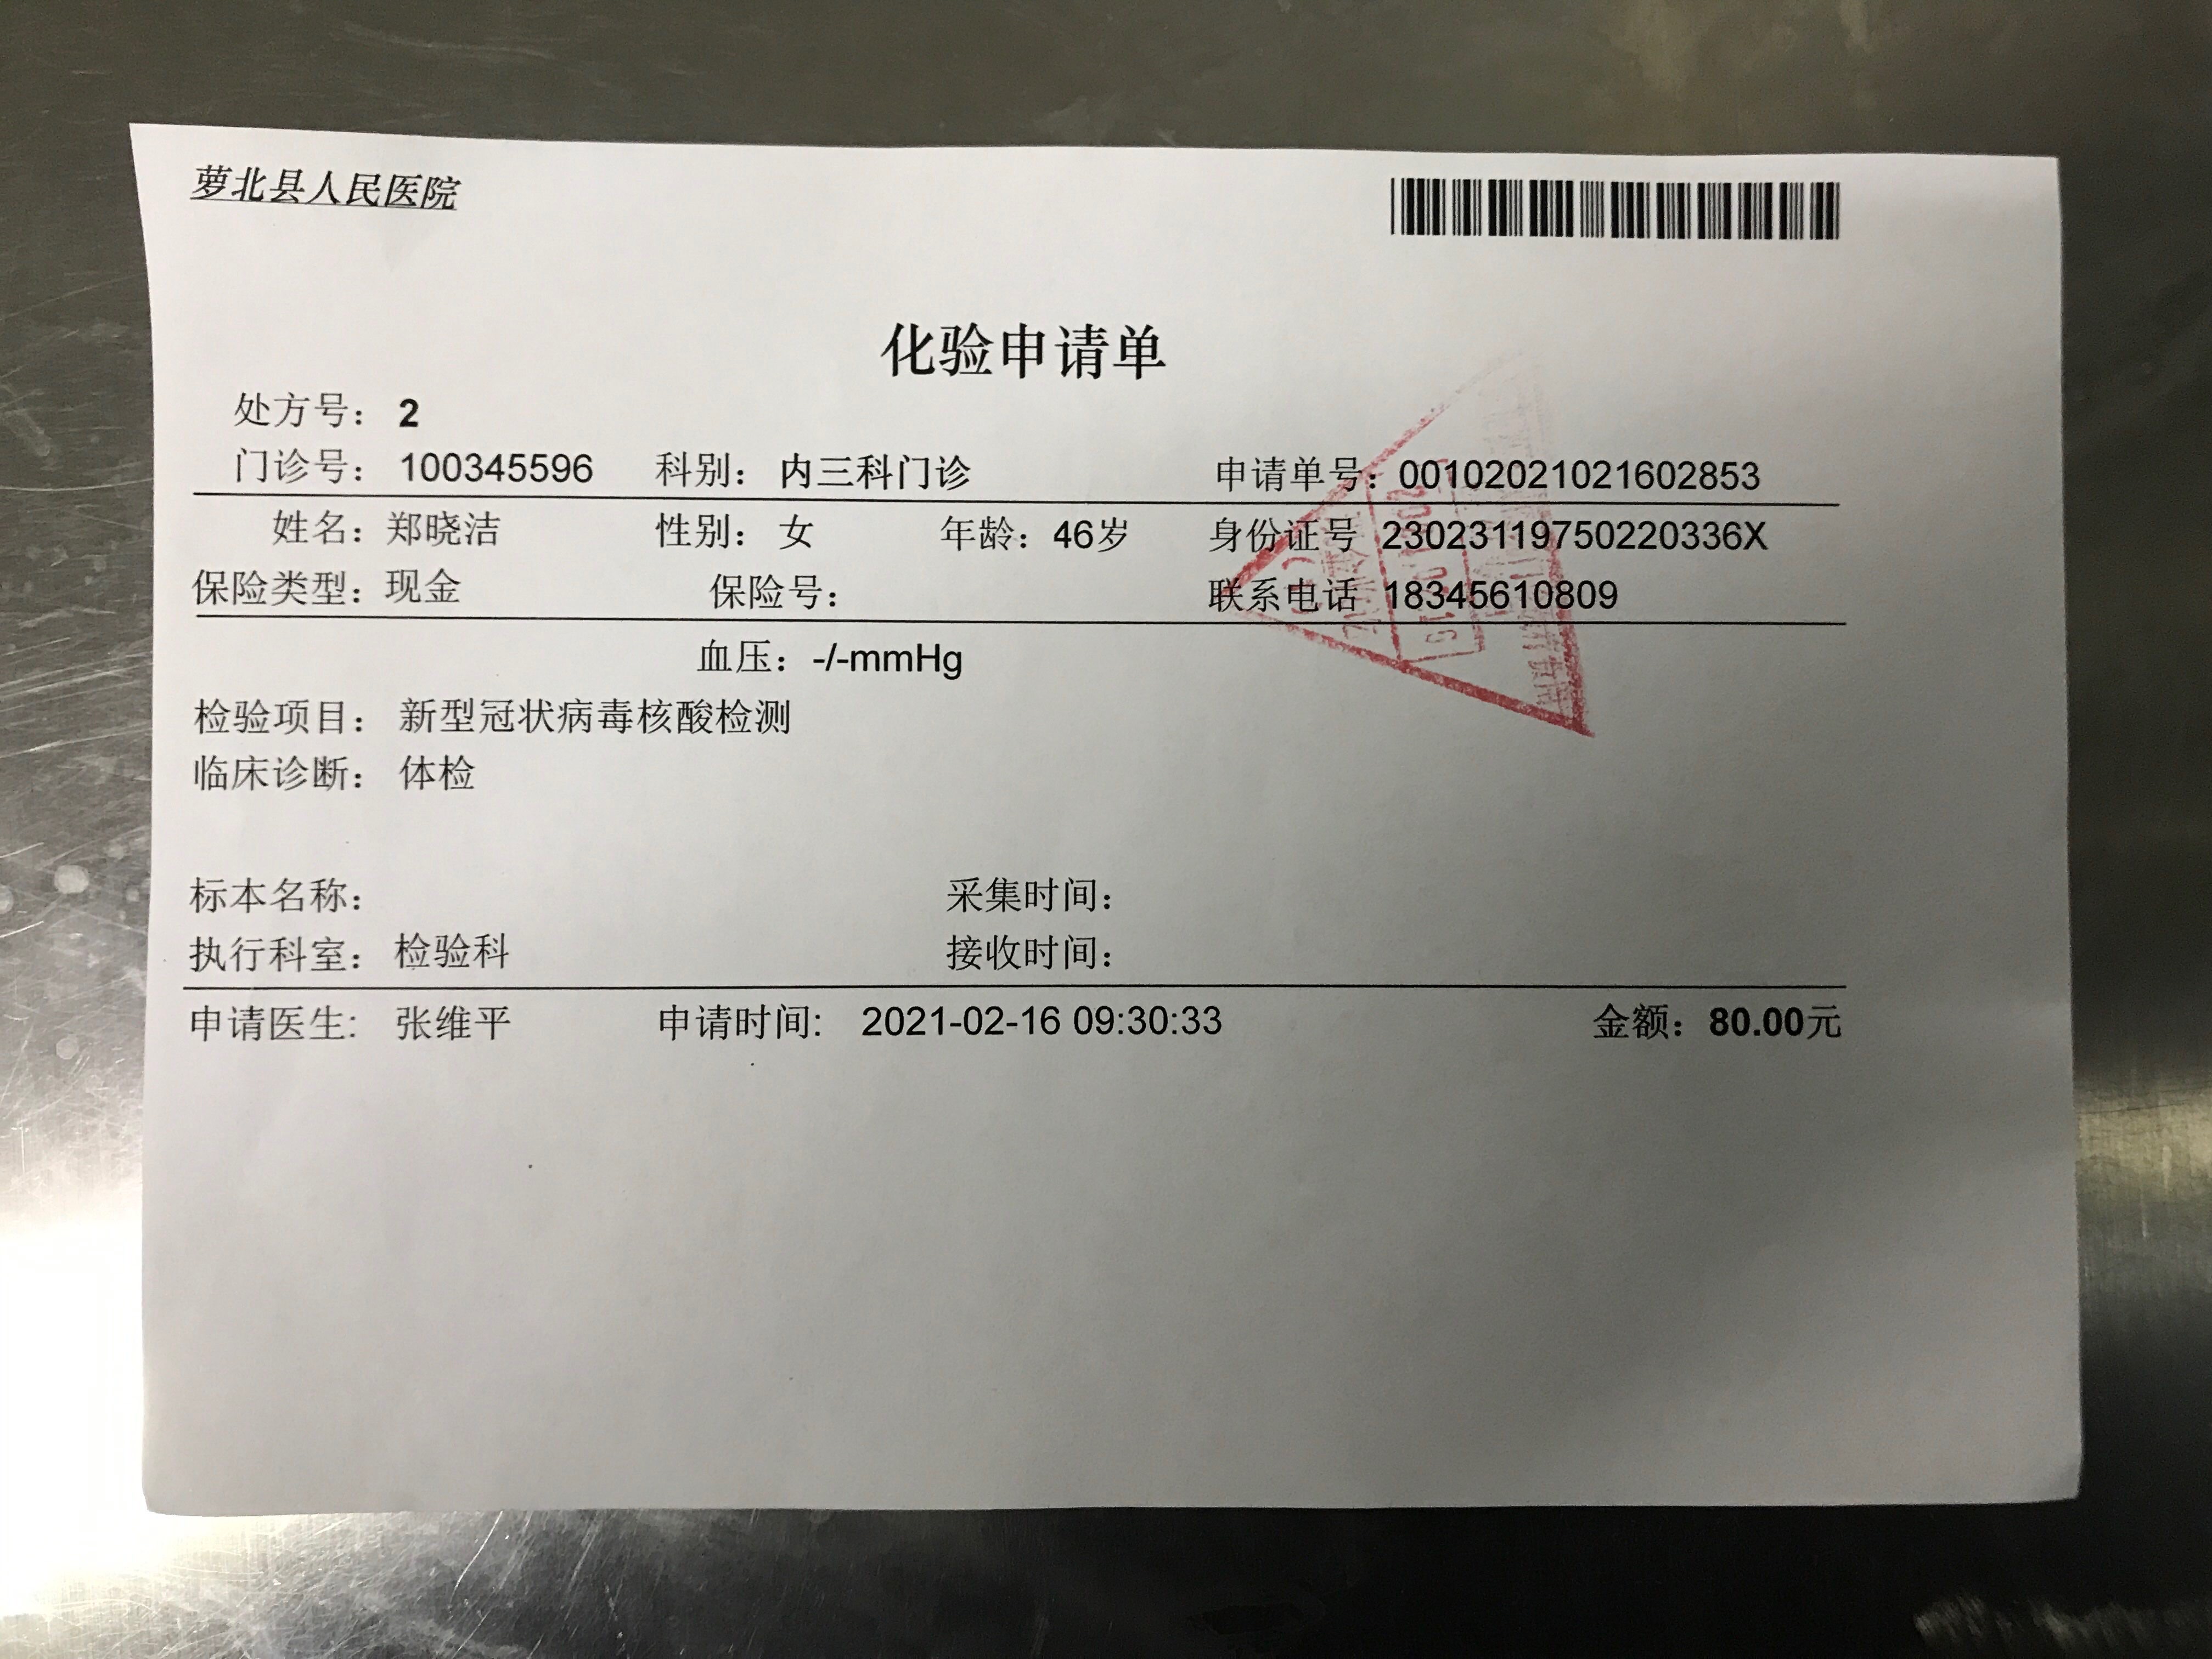 萝北县人民医院
化验申请单
处方号： 2
门诊号： 100345596 科别： 内三科门诊 申请单号： 00102021021602853
姓名： 郑晓洁 性别： 女 年龄： 46岁 身份证号 23023119750220336X
保险类型： 现金 保险号： 联系电话 18345610809
血压： -/-mmHg
检验项目： 新型冠状病毒核酸检测
临床诊断： 体检
标本名称： 采集时间：
执行科室： 检验科 接收时间：
申请医生: 张维平 申请时间: 2021-02-16 09:30:33 金额： 80.00元